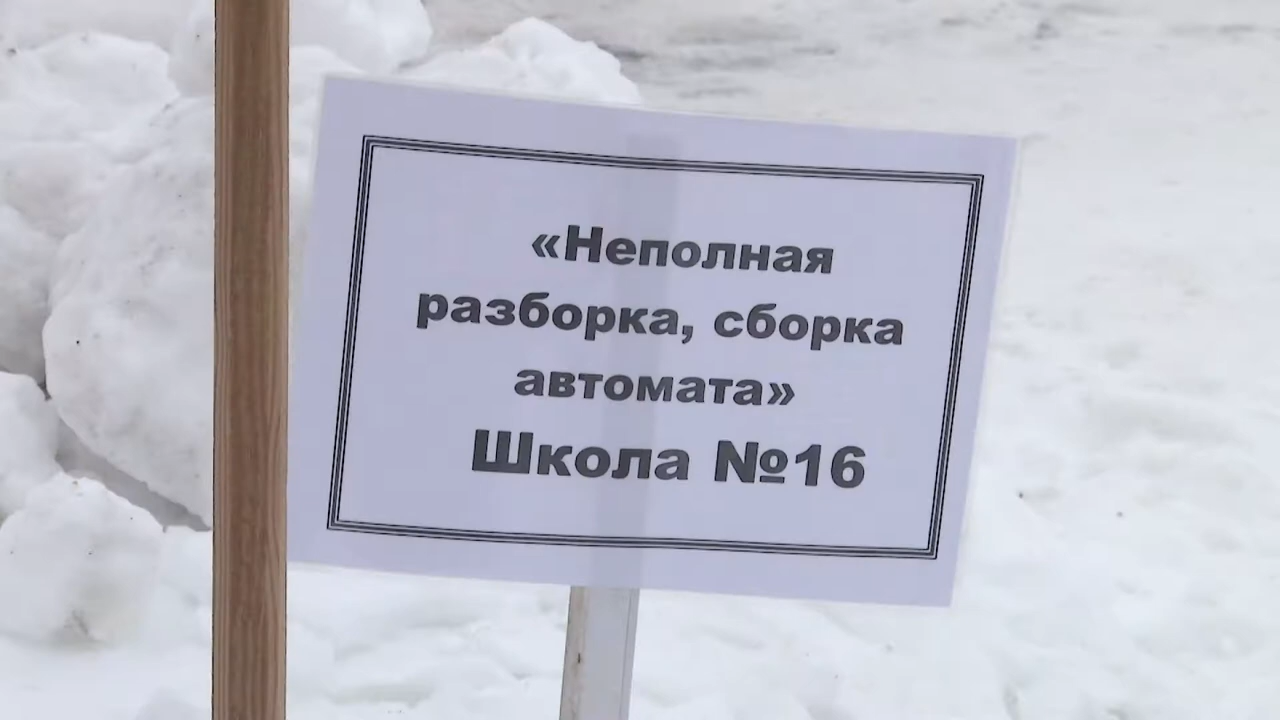 «Неполная
разборка, сборка
автомата»
Школа №16